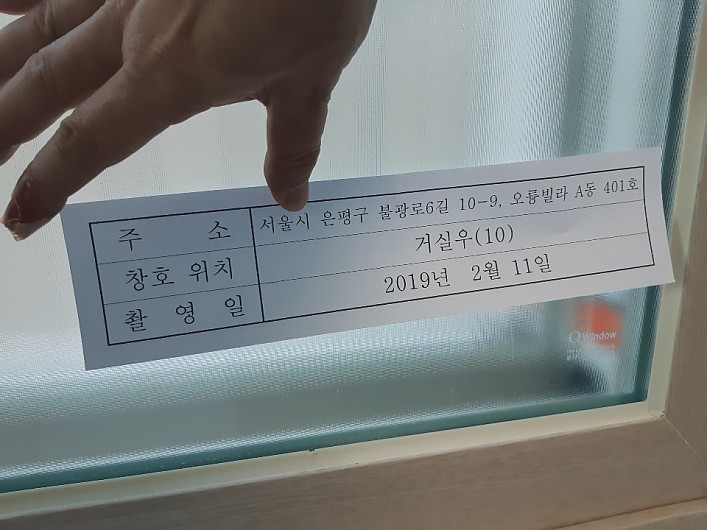 주 소 서울시 은평구 불광로6길 10-9, 오륭빌라 A동 401호
창호 위치 거실우(10)
촬 영 일 2019년 2월 11일
Window